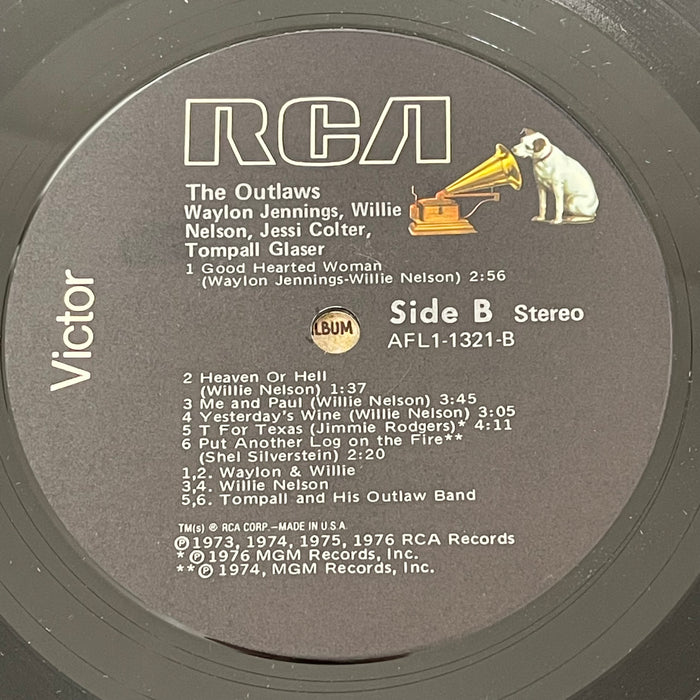 RCA
The Outlaws
Waylon Jennings, Willie
Nelson, Jessi Colter,
Tompall Glaser
1 Good Hearted Woman
(Waylon Jennings-Willie Nelson) 2:56
Victor
LBUM
Side B Stereo
AFL1-1321-B
2 Heaven Or Hell
(Willie Nelson) 1:37
3 Me and Paul (Willie Nelson) 3:45
4 Yesterday's Wine (Willie Nelson) 3:05
5 T For Texas (Jimmie Rodgers)* 4:11
6 Put Another Log on the Fire**
(Shel Silverstein) 2:20
1,2. Waylon & Willie
3,4. Willie Nelson
5,6. Tompall and His Outlaw Band
TM(s) ® RCA CORP.—MADE IN U.S.A.
℗1973, 1974, 1975, 1976 RCA Records
*℗1976 MGM Records, Inc.
**℗1974, MGM Records, Inc.